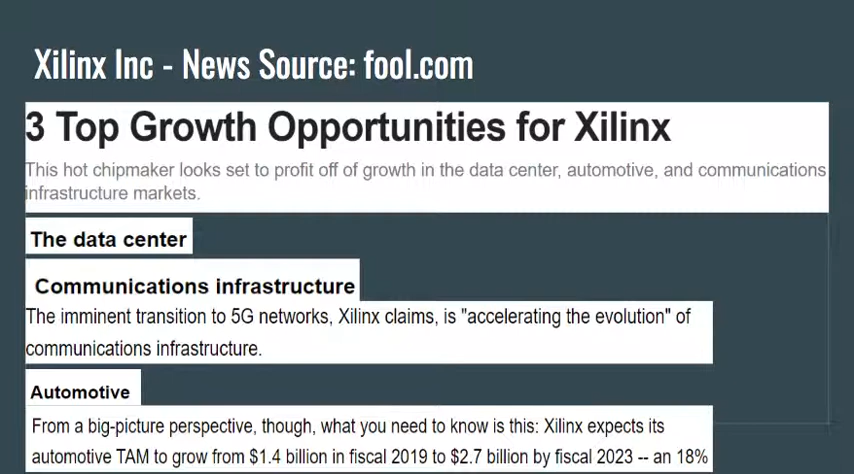 Xilinx Inc - News Source: fool.com
3 Top Growth Opportunities for Xilinx
This hot chipmaker looks set to profit off of growth in the data center, automotive, and communications
infrastructure markets.
The data center
Communications infrastructure
The imminent transition to 5G networks, Xilinx claims, is "accelerating the evolution" of
communications infrastructure.
Automotive
From a big-picture perspective, though, what you need to know is this: Xilinx expects its
automotive TAM to grow from $1.4 billion in fiscal 2019 to $2.7 billion by fiscal 2023 -- an 18%